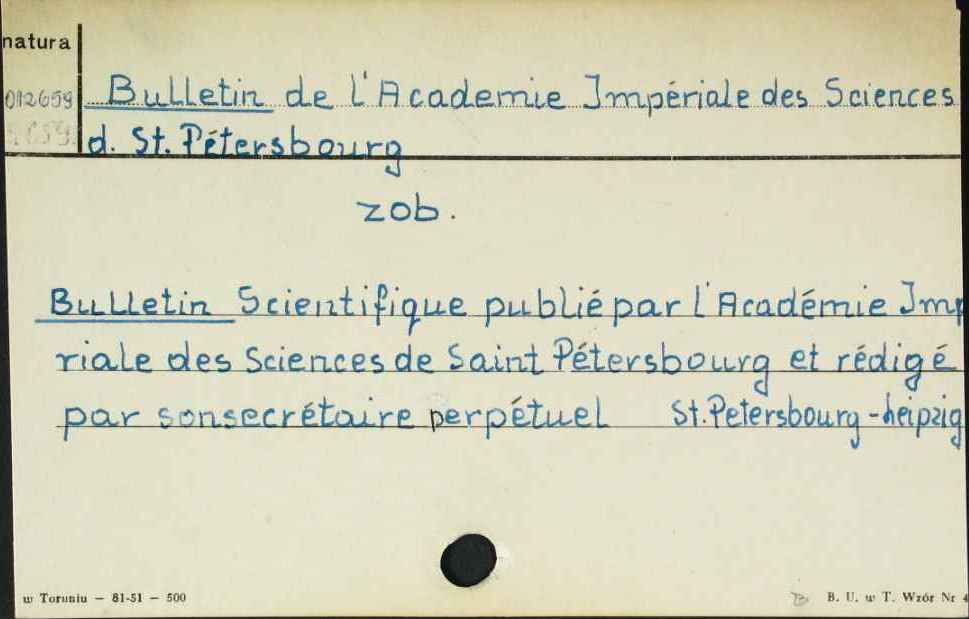 natura
012659 Bulletin de l'Academie Impériale des Sciences
d. St. Pétersbourg
zob.
Bulletin Scientifique publié par l'Académie Imp
riale des Sciences de Saint Pétersbourg et rédigé
par son secrétaire perpétuel St. Petersbourg - Leipzig
w Toruniu — 81-51 — 500
B. U. w T. Wzór Nr 4